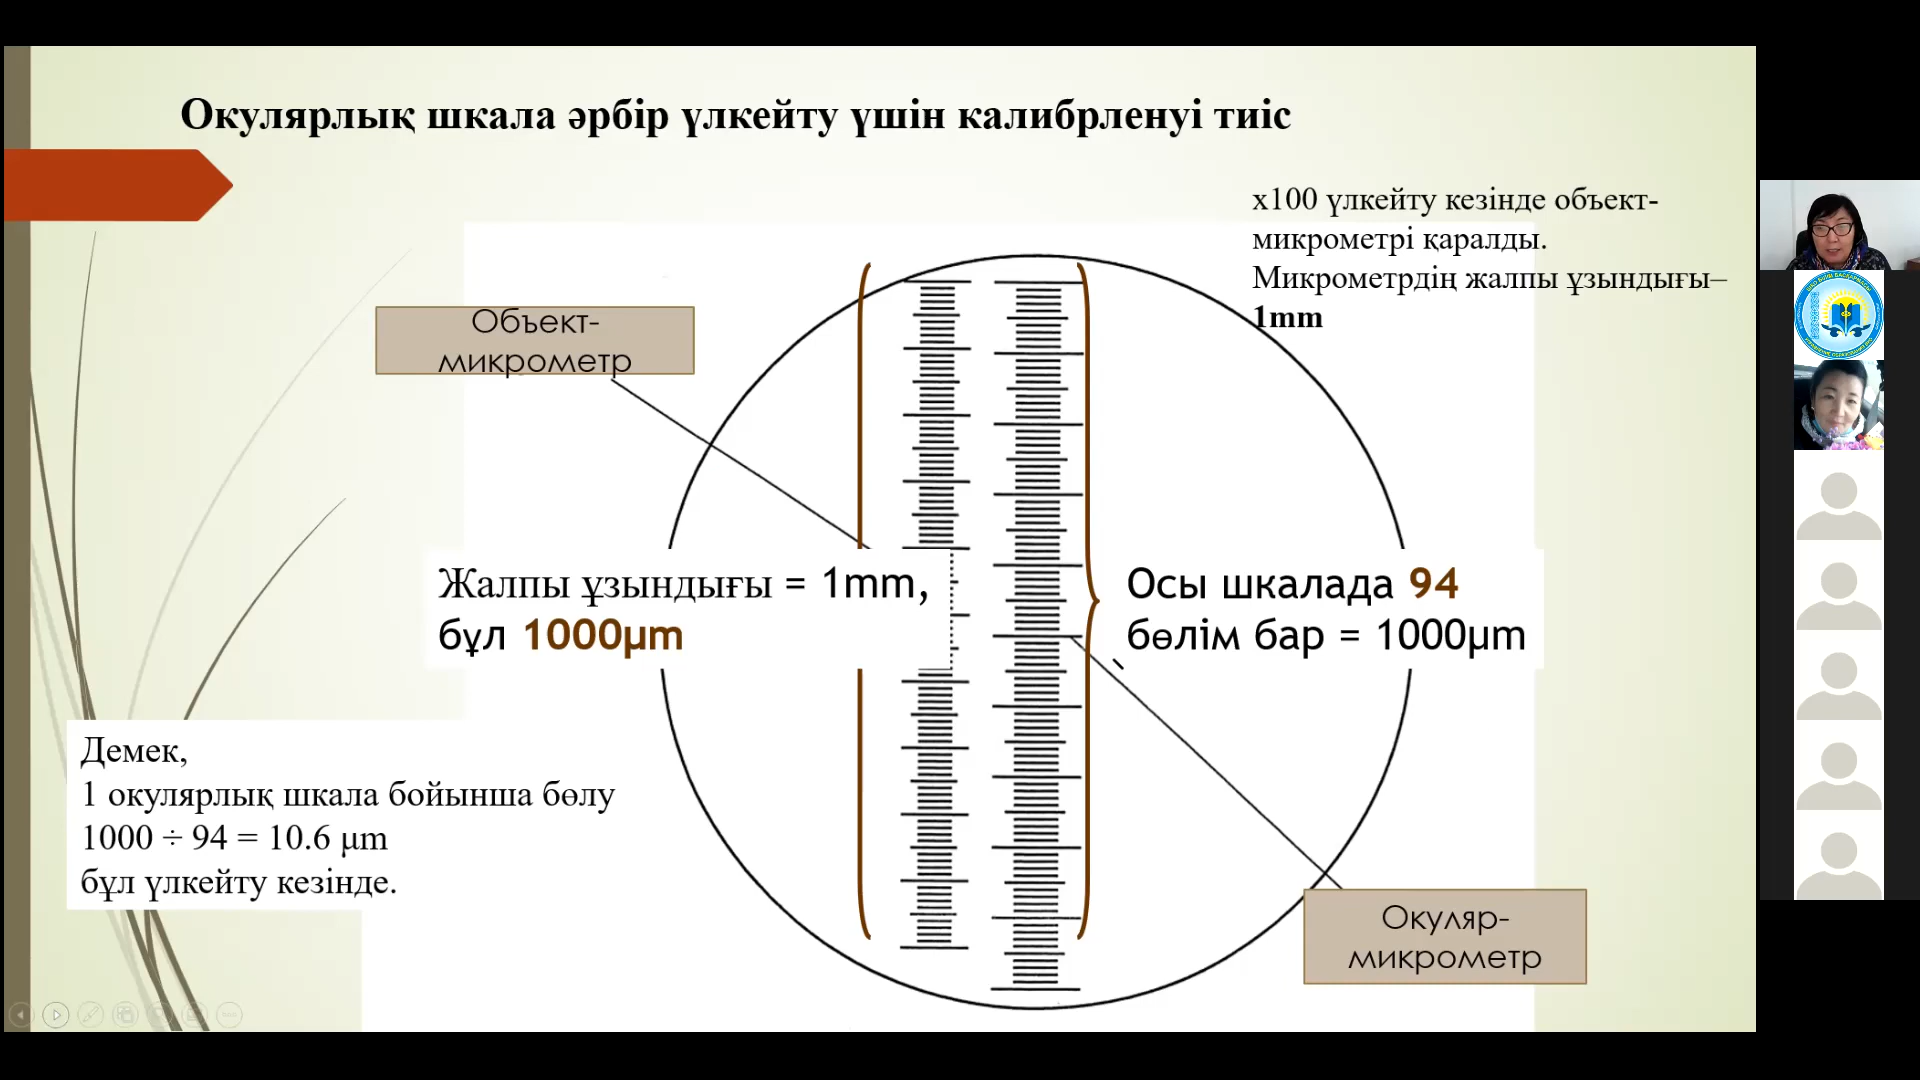 Окулярлық шкала әрбір үлкейту үшін калибрленуі тиіс
х100 үлкейту кезінде объект-
микрометрі қаралды.
Микрометрдің жалпы ұзындығы–
1mm
Объект-
микрометр
Жалпы ұзындығы = 1mm,
бұл 1000µm
Осы шкалада 94
бөлім бар = 1000µm
Демек,
1 окулярлық шкала бойынша бөлу
1000 ÷ 94 = 10.6 µm
бұл үлкейту кезінде.
Окуляр-
микрометр